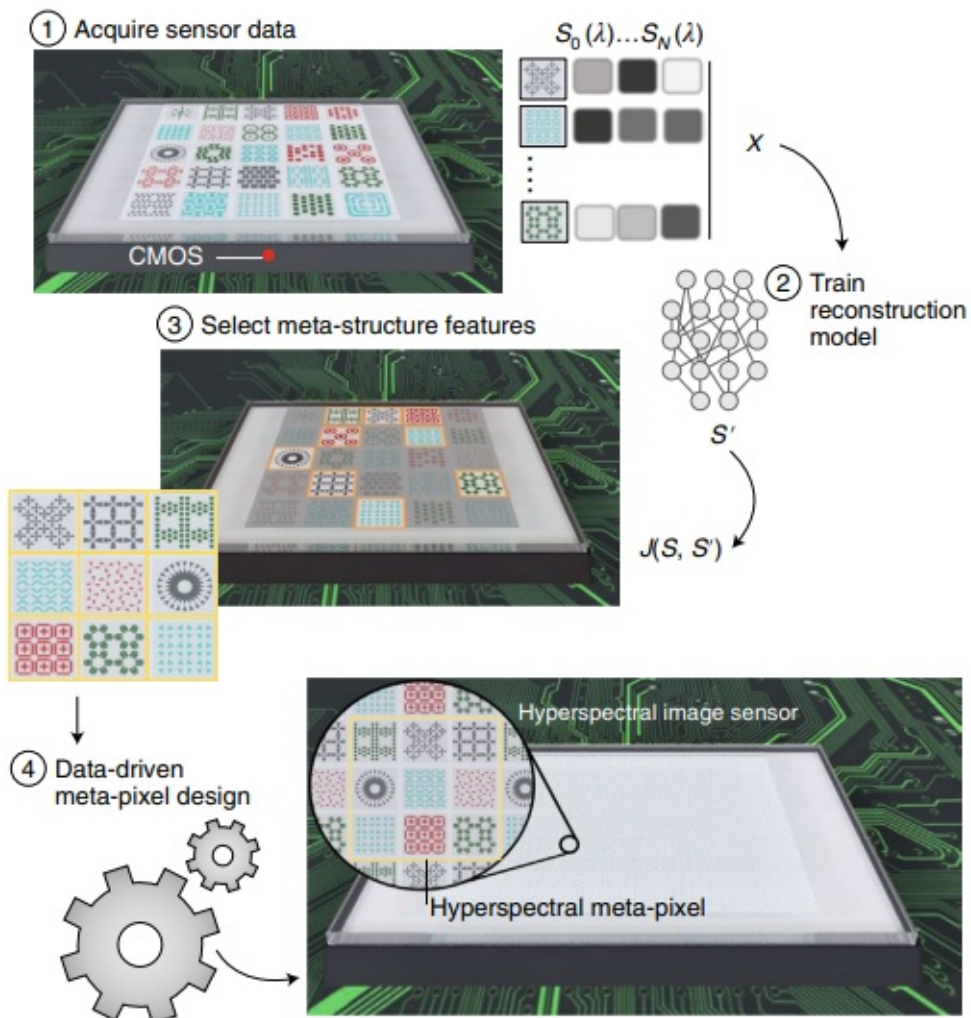 ① Acquire sensor data
S₀(λ)...S_N(λ)
CMOS
X
② Train
reconstruction
model
③ Select meta-structure features
S'
J(S, S')
④ Data-driven
meta-pixel design
Hyperspectral image sensor
Hyperspectral meta-pixel